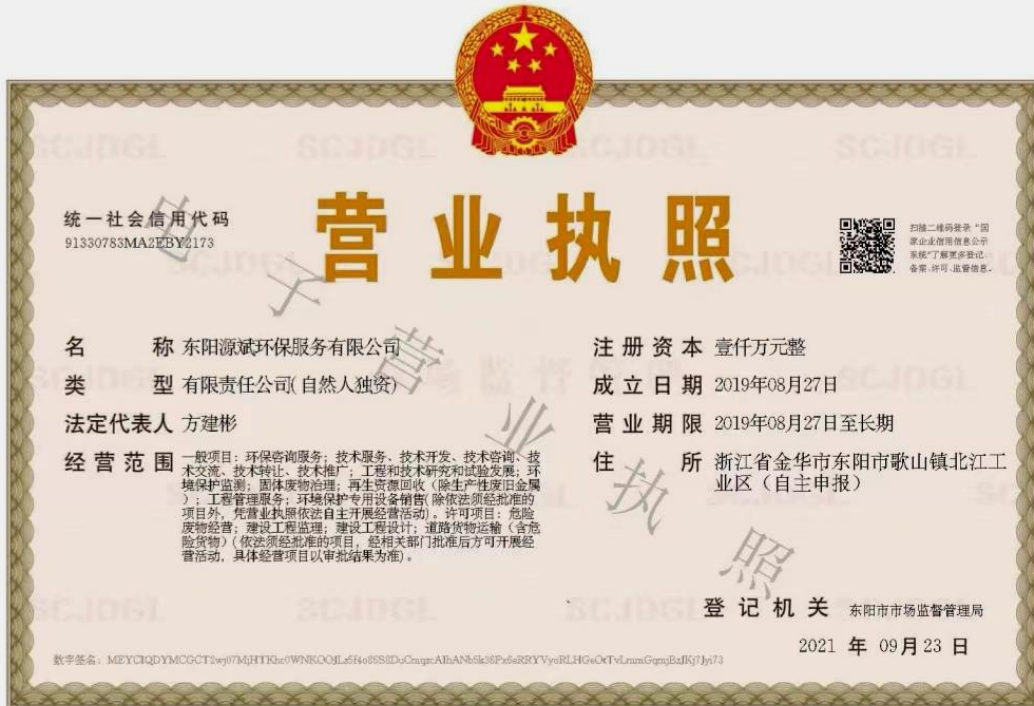 营业执照
统一社会信用代码
91330783MA2EBY2173
扫描二维码登录“国
家企业信用信息公示
系统”了解更多登记、
备案、许可、监管信息。
名称 东阳源斌环保服务有限公司
类型 有限责任公司(自然人独资)
法定代表人 方建彬
经营范围 一般项目：环保咨询服务；技术服务、技术开发、技术咨询、技
术交流、技术转让、技术推广；工程和技术研究和试验发展；环
境保护监测；固体废物治理；再生资源回收（除生产性废旧金属
）；工程管理服务；环境保护专用设备销售(除依法须经批准的
项目外，凭营业执照依法自主开展经营活动)。许可项目：危险
废物经营；建设工程监理；建设工程设计；道路货物运输（含危
险货物）(依法须经批准的项目，经相关部门批准后方可开展经
营活动，具体经营项目以审批结果为准)。
注册资本 壹仟万元整
成立日期 2019年08月27日
营业期限 2019年08月27日至长期
住所 浙江省金华市东阳市歌山镇北江工
业区（自主申报）
登记机关 东阳市市场监督管理局
2021 年 09月 23 日
数字签名：
电子营业执照
SCJDGL SCJDGL SCJDGL SCJDGL